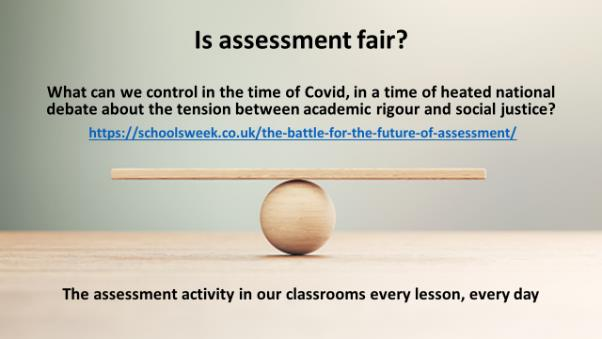 Is assessment fair?
What can we control in the time of Covid, in a time of heated national
debate about the tension between academic rigour and social justice?
https://schoolsweek.co.uk/the-battle-for-the-future-of-assessment/
The assessment activity in our classrooms every lesson, every day